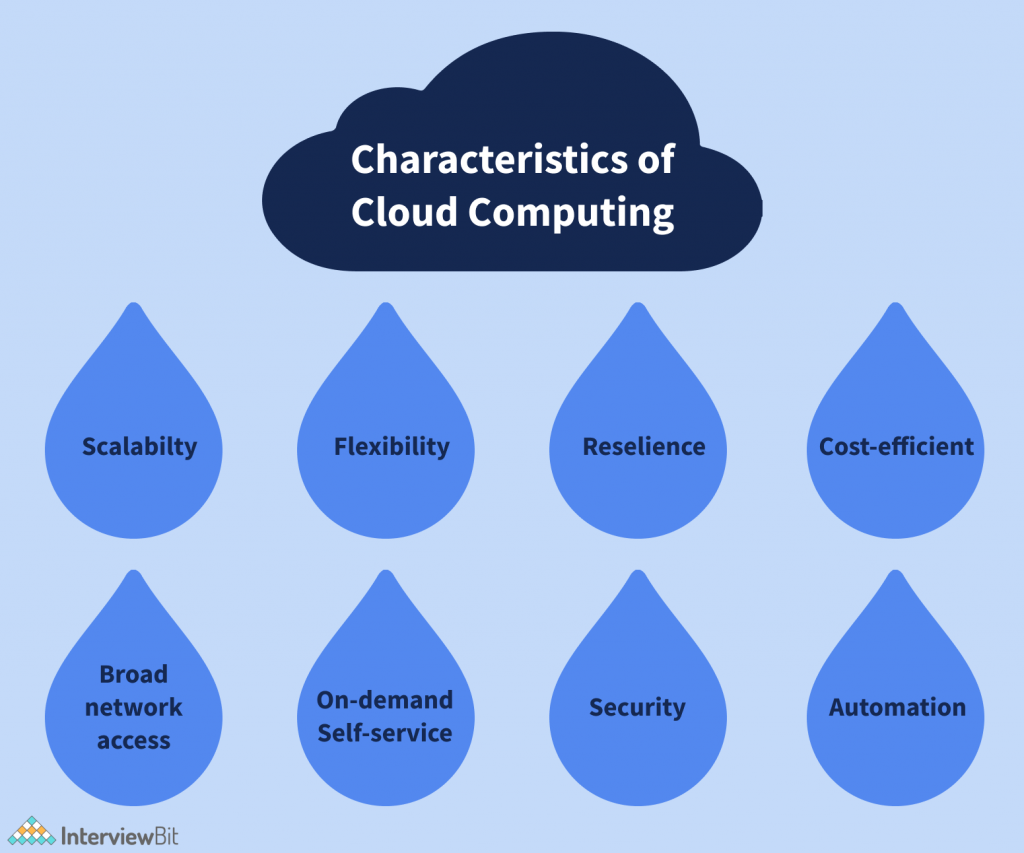 Characteristics of
Cloud Computing
Scalabilty
Flexibility
Reselience
Cost-efficient
Broad
network
access
On-demand
Self-service
Security
Automation
InterviewBit